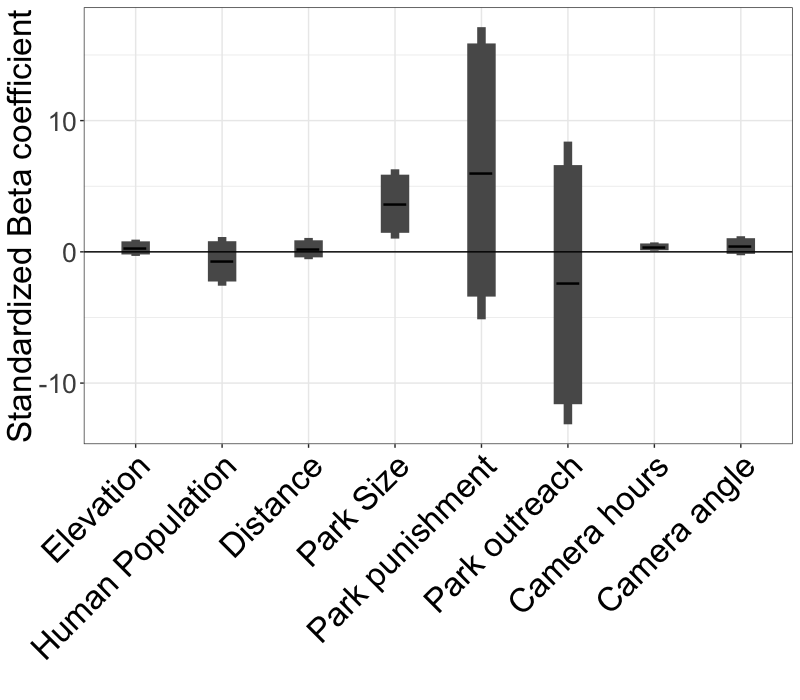 Standardized Beta coefficient
10
0
-10
Elevation
Human Population
Distance
Park Size
Park punishment
Park outreach
Camera hours
Camera angle